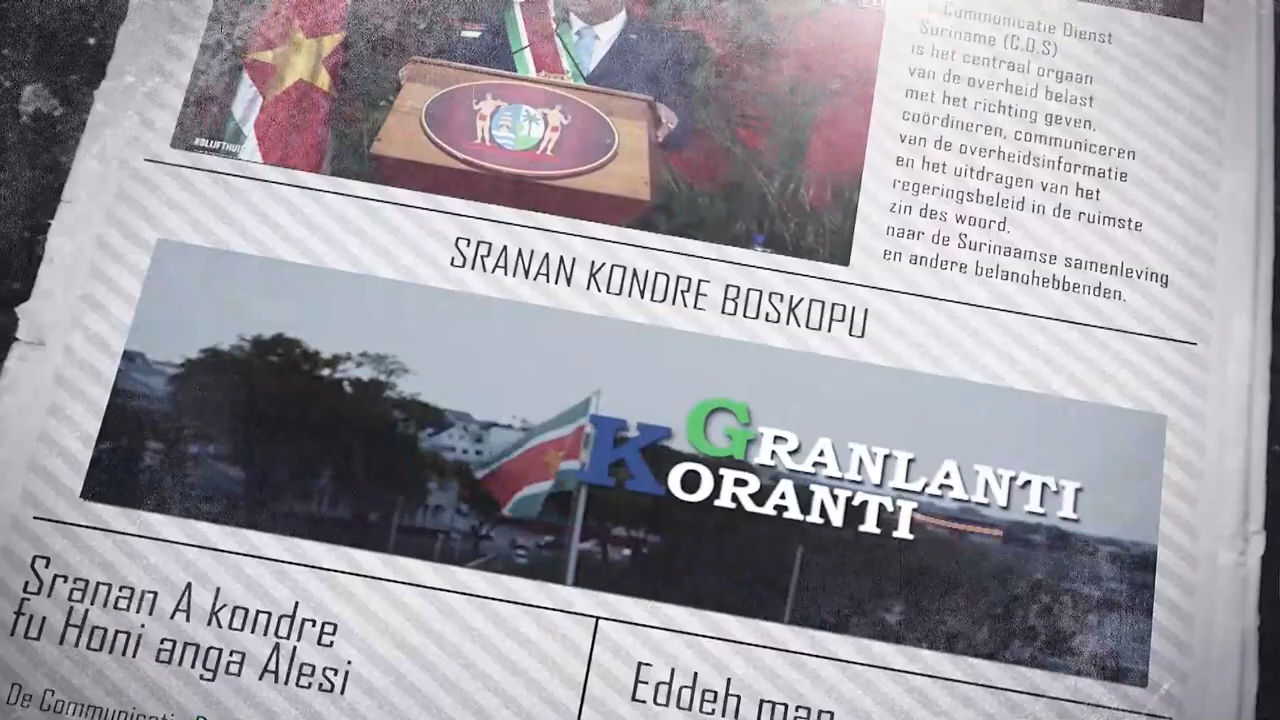 Communicatie Dienst
Suriname (C.D.S)
is het centraal orgaan
van de overheid belast
met het richting geven,
coördineren, communiceren
van de overheidsinformatie
en het uitdragen van het
regeringsbeleid in de ruimste
zin des woord,
naar de Surinaamse samenleving
en andere belanghebbenden.
SRANAN KONDRE BOSKOPU
GRANLANTI
KORANTI
Sranan A kondre
fu Honi anga Alesi
Eddeh man
De